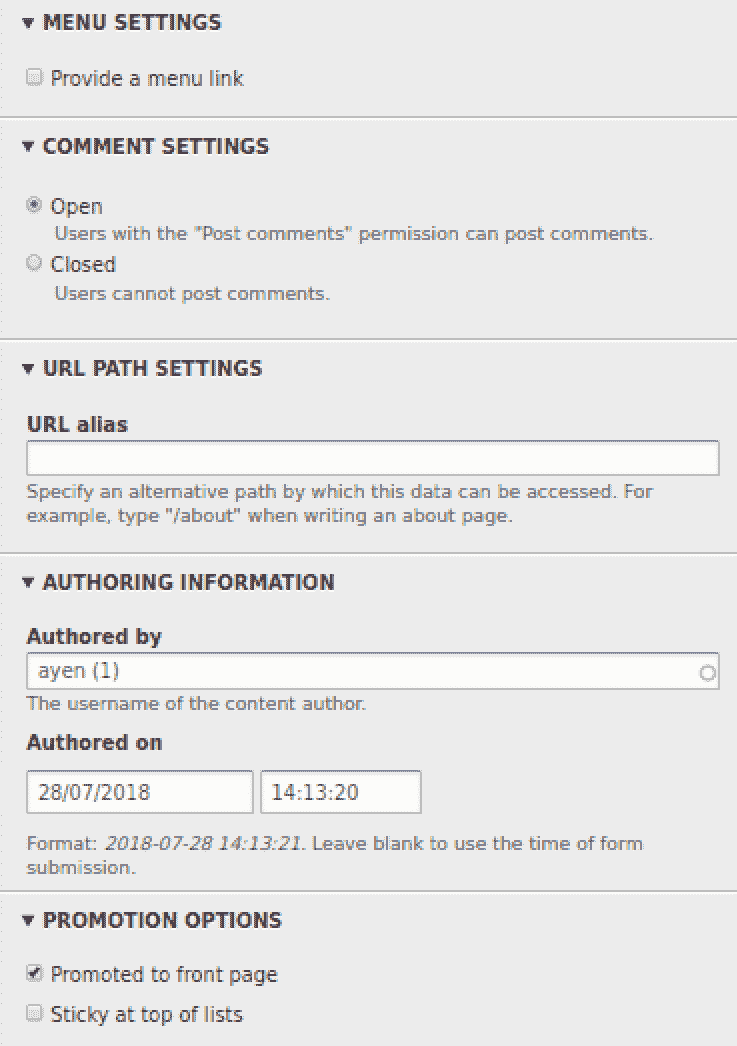 MENU SETTINGS
Provide a menu link
COMMENT SETTINGS
Open
Users with the "Post comments" permission can post comments.
Closed
Users cannot post comments.
URL PATH SETTINGS
URL alias
Specify an alternative path by which this data can be accessed. For
example, type "/about" when writing an about page.
AUTHORING INFORMATION
Authored by
ayen (1)
The username of the content author.
Authored on
28/07/2018 14:13:20
Format: 2018-07-28 14:13:21. Leave blank to use the time of form
submission.
PROMOTION OPTIONS
Promoted to front page
Sticky at top of lists